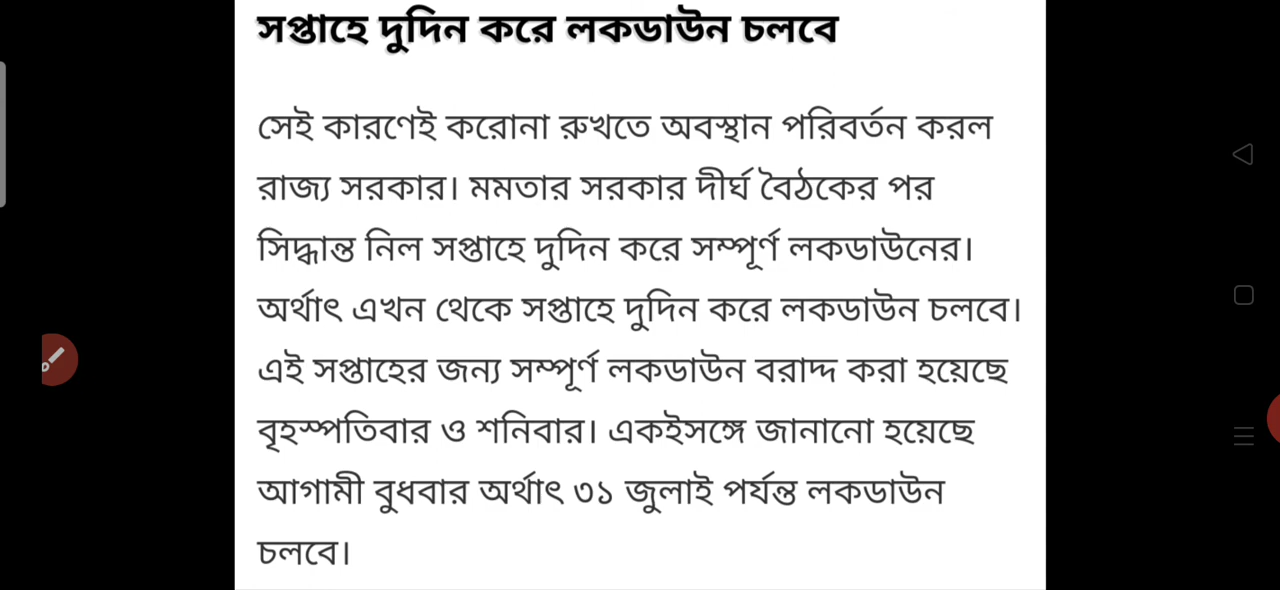 সপ্তাহে দুদিন করে লকডাউন চলবে
সেই কারণেই করোনা রুখতে অবস্থান পরিবর্তন করল
রাজ্য সরকার। মমতার সরকার দীর্ঘ বৈঠকের পর
সিদ্ধান্ত নিল সপ্তাহে দুদিন করে সম্পূর্ণ লকডাউনের।
অর্থাৎ এখন থেকে সপ্তাহে দুদিন করে লকডাউন চলবে।
এই সপ্তাহের জন্য সম্পূর্ণ লকডাউন বরাদ্দ করা হয়েছে
বৃহস্পতিবার ও শনিবার। একইসঙ্গে জানানো হয়েছে
আগামী বুধবার অর্থাৎ ৩১ জুলাই পর্যন্ত লকডাউন
চলবে।